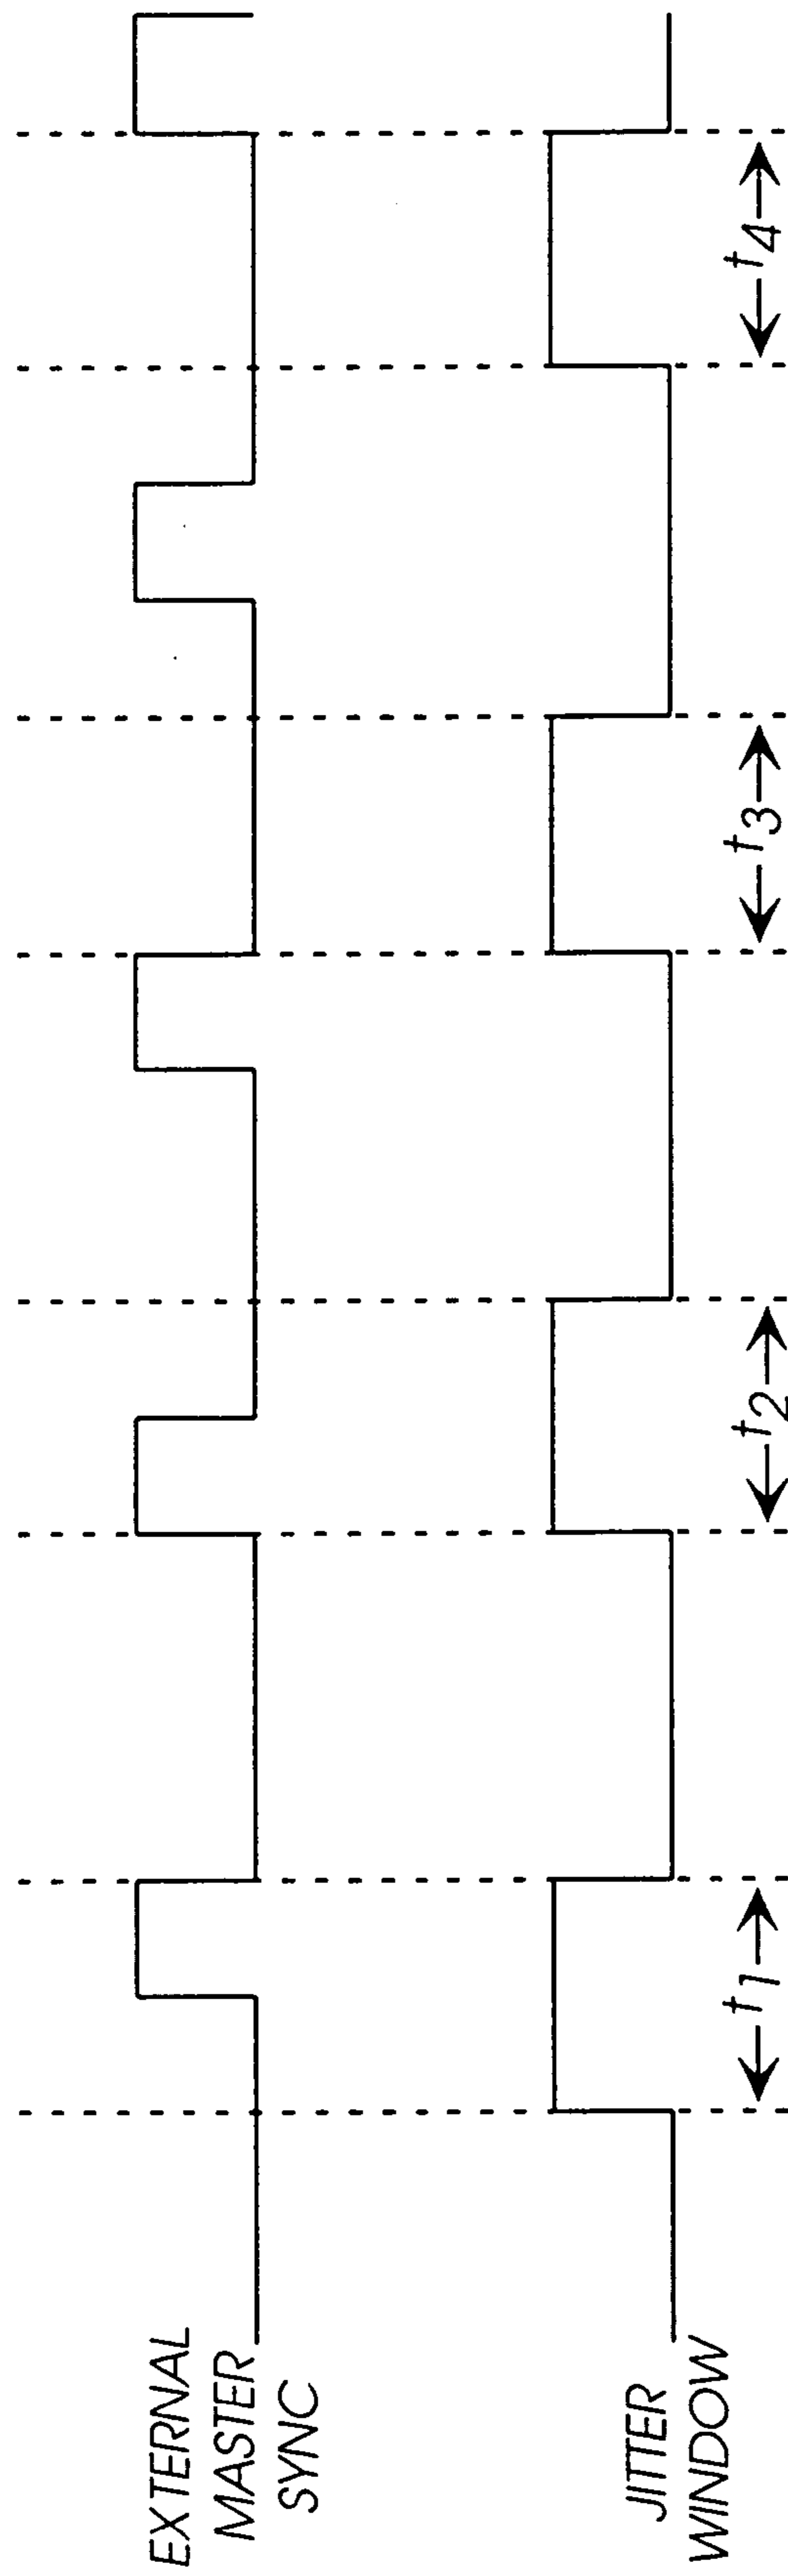 EXTERNAL
MASTER
SYNC
JITTER
WINDOW
t1
t2
t3
t4